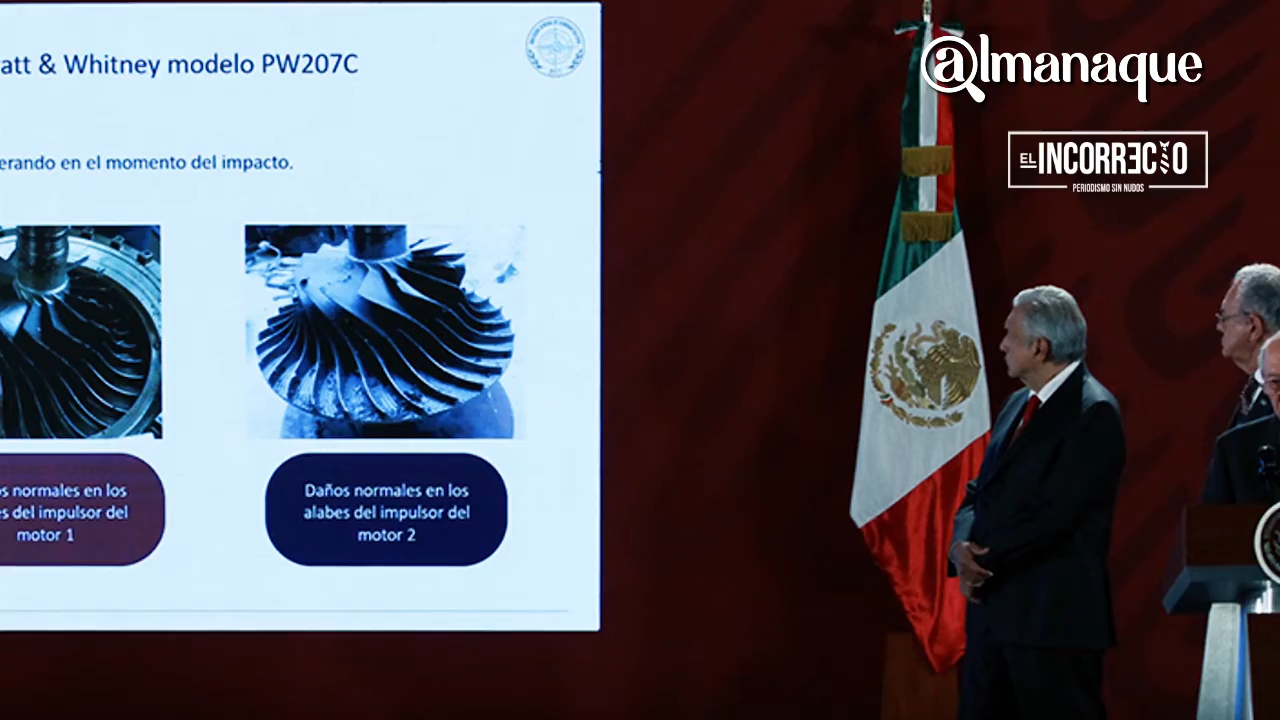 att & Whitney modelo PW207C
erando en el momento del impacto.
s normales en los
es del impulsor del
motor 1
Daños normales en los
alabes del impulsor del
motor 2
@lmanaque
EL INCORRECTO
PERIODISMO SIN NUDOS